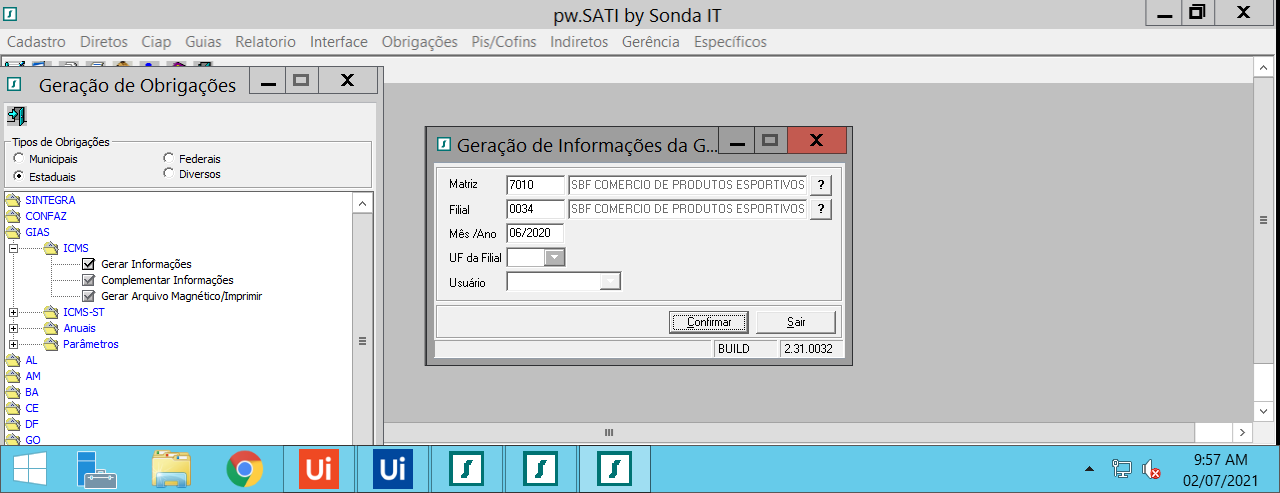 pw.SATI by Sonda IT
Cadastro Diretos Ciap Guias Relatorio Interface Obrigações Pis/Cofins Indiretos Gerência Específicos
Geração de Obrigações
Tipos de Obrigações
Municipais
Federais
Estaduais
Diversos
SINTEGRA
CONFAZ
GIAS
ICMS
Gerar Informações
Complementar Informações
Gerar Arquivo Magnético/Imprimir
ICMS-ST
Anuais
Parâmetros
AL
AM
BA
CE
DF
GO
Geração de Informações da G...
Matriz 7010 SBF COMERCIO DE PRODUTOS ESPORTIVOS ?
Filial 0034 SBF COMERCIO DE PRODUTOS ESPORTIVOS ?
Mês /Ano 06/2020
UF da Filial
Usuário
Confirmar Sair
BUILD 2.31.0032
Ui Ui
9:57 AM
02/07/2021